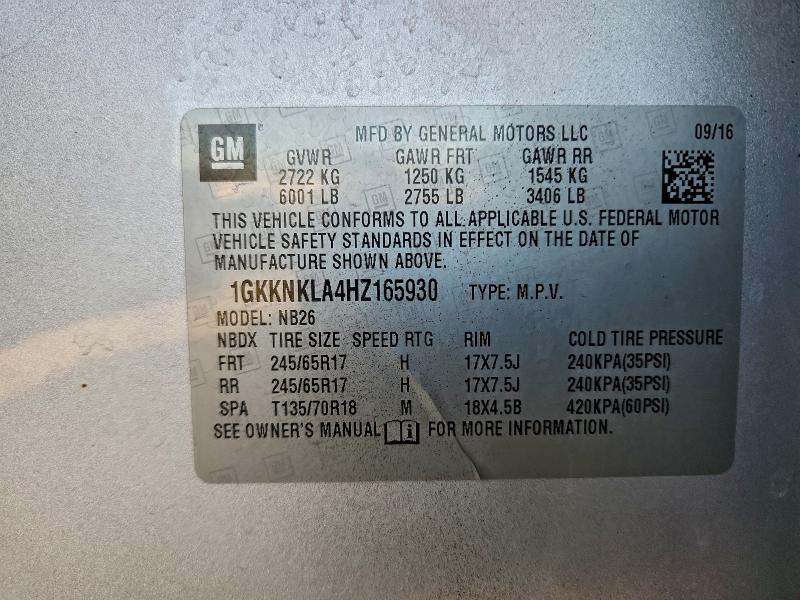 GM
MFD BY GENERAL MOTORS LLC 09/16
GVWR GAWR FRT GAWR RR
2722 KG 1250 KG 1545 KG
6001 LB 2755 LB 3406 LB
THIS VEHICLE CONFORMS TO ALL APPLICABLE U.S. FEDERAL MOTOR
VEHICLE SAFETY STANDARDS IN EFFECT ON THE DATE OF
MANUFACTURE SHOWN ABOVE.
1GKKNKLA4HZ165930 TYPE: M.P.V.
MODEL: NB26
NBDX TIRE SIZE SPEED RTG RIM COLD TIRE PRESSURE
FRT 245/65R17 H 17X7.5J 240KPA(35PSI)
RR 245/65R17 H 17X7.5J 240KPA(35PSI)
SPA T135/70R18 M 18X4.5B 420KPA(60PSI)
SEE OWNER'S MANUAL i FOR MORE INFORMATION.